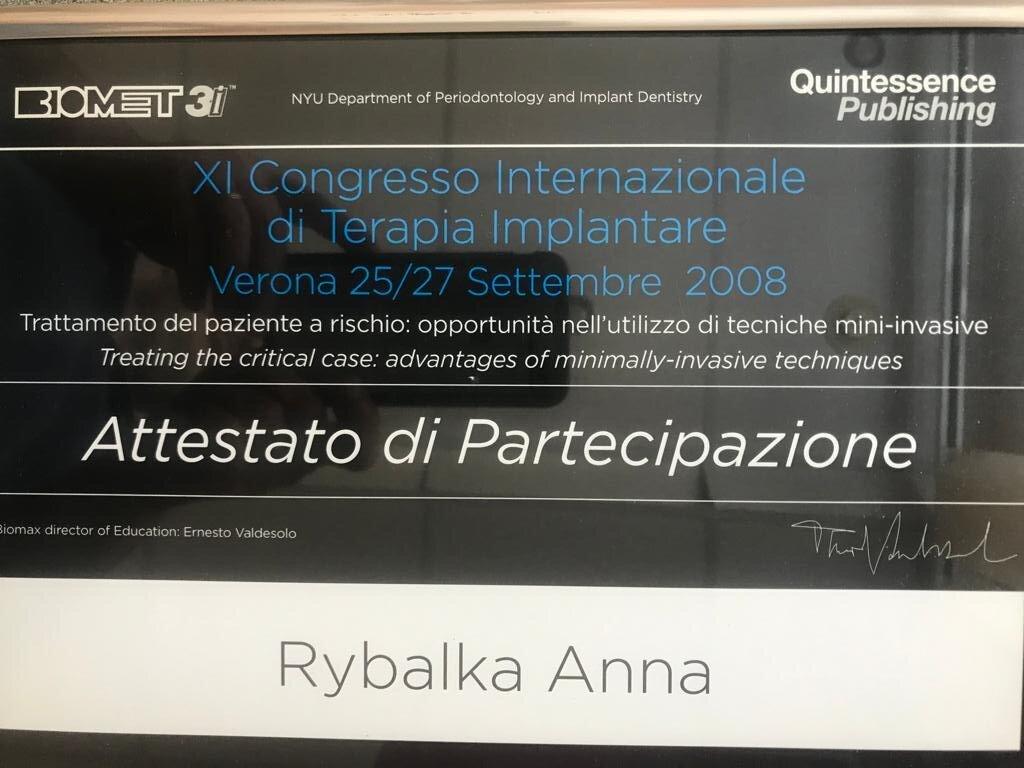 BIOMET 3i™
NYU Department of Periodontology and Implant Dentistry
Quintessence
Publishing
XI Congresso Internazionale
di Terapia Implantare
Verona 25/27 Settembre 2008
Trattamento del paziente a rischio: opportunità nell'utilizzo di tecniche mini-invasive
Treating the critical case: advantages of minimally-invasive techniques
Attestato di Partecipazione
Biomax director of Education: Ernesto Valdesolo
Rybalka Anna